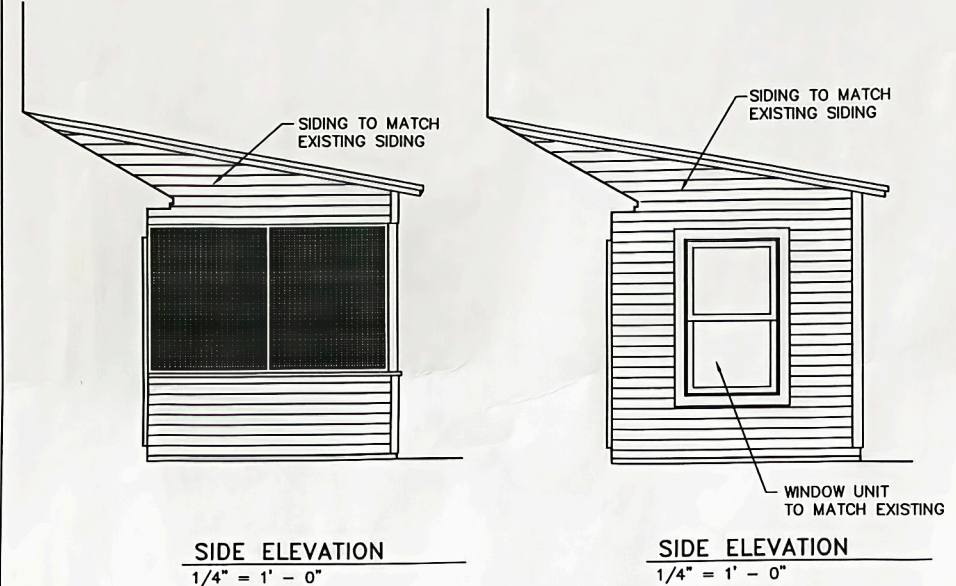 SIDING TO MATCH
EXISTING SIDING
SIDING TO MATCH
EXISTING SIDING
WINDOW UNIT
TO MATCH EXISTING
SIDE ELEVATION
1/4" = 1' - 0"
SIDE ELEVATION
1/4" = 1' - 0"